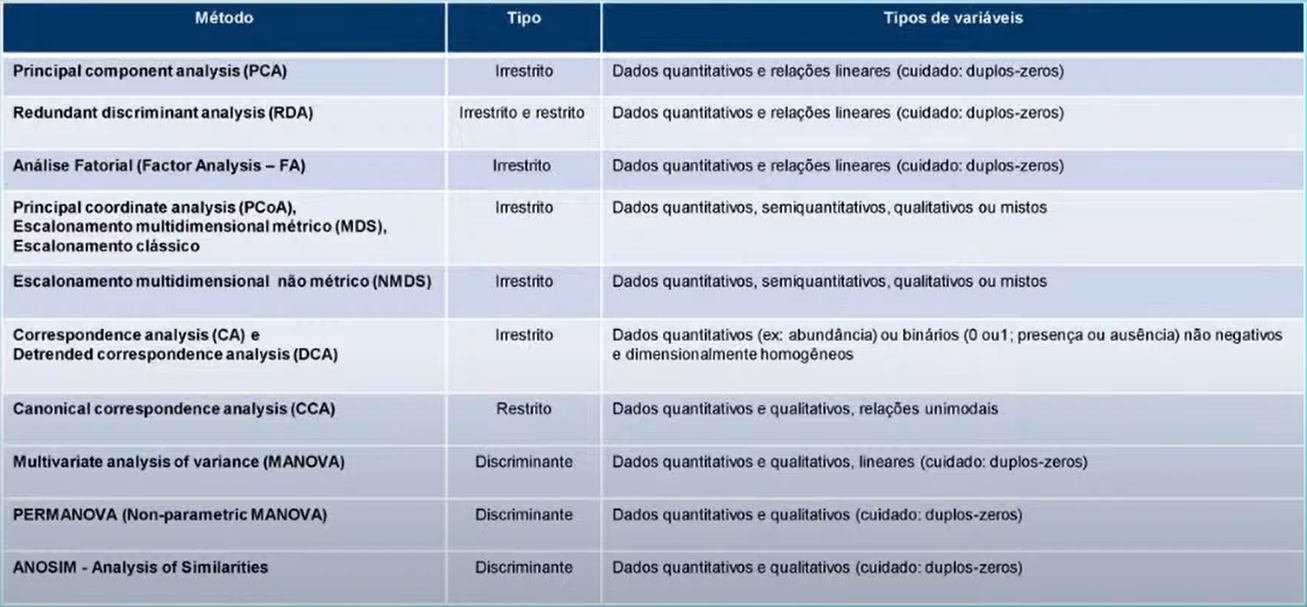 Método Tipo Tipos de variáveis
Principal component analysis (PCA) Irrestrito Dados quantitativos e relações lineares (cuidado: duplos-zeros)
Redundant discriminant analysis (RDA) Irrestrito e restrito Dados quantitativos e relações lineares (cuidado: duplos-zeros)
Análise Fatorial (Factor Analysis – FA) Irrestrito Dados quantitativos e relações lineares (cuidado: duplos-zeros)
Principal coordinate analysis (PCoA), Irrestrito Dados quantitativos, semiquantitativos, qualitativos ou mistos
Escalonamento multidimensional métrico (MDS),
Escalonamento clássico
Escalonamento multidimensional não métrico (NMDS) Irrestrito Dados quantitativos, semiquantitativos, qualitativos ou mistos
Correspondence analysis (CA) e Irrestrito Dados quantitativos (ex: abundância) ou binários (0 ou1; presença ou ausência) não negativos
Detrended correspondence analysis (DCA) e dimensionalmente homogêneos
Canonical correspondence analysis (CCA) Restrito Dados quantitativos e qualitativos, relações unimodais
Multivariate analysis of variance (MANOVA) Discriminante Dados quantitativos e qualitativos, lineares (cuidado: duplos-zeros)
PERMANOVA (Non-parametric MANOVA) Discriminante Dados quantitativos e qualitativos (cuidado: duplos-zeros)
ANOSIM - Analysis of Similarities Discriminante Dados quantitativos e qualitativos (cuidado: duplos-zeros)